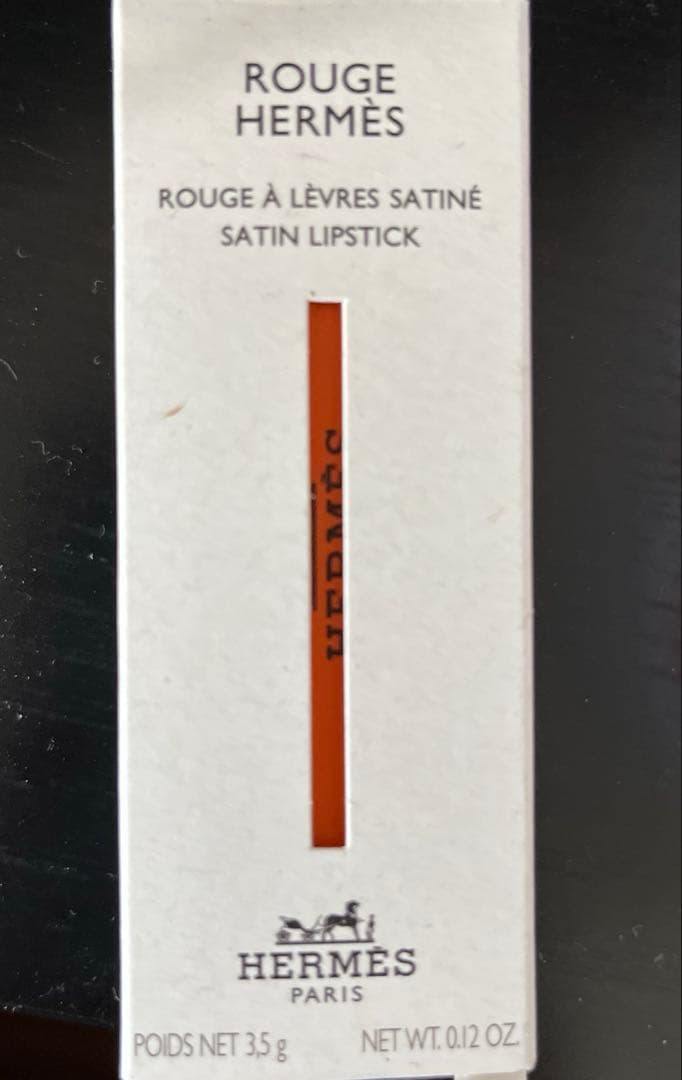 ROUGE
HERMÈS
ROUGE À LÈVRES SATINÉ
SATIN LIPSTICK
HERMÈS
HERMÈS
PARIS
POIDS NET 3,5 g NET WT. 0.12 OZ.